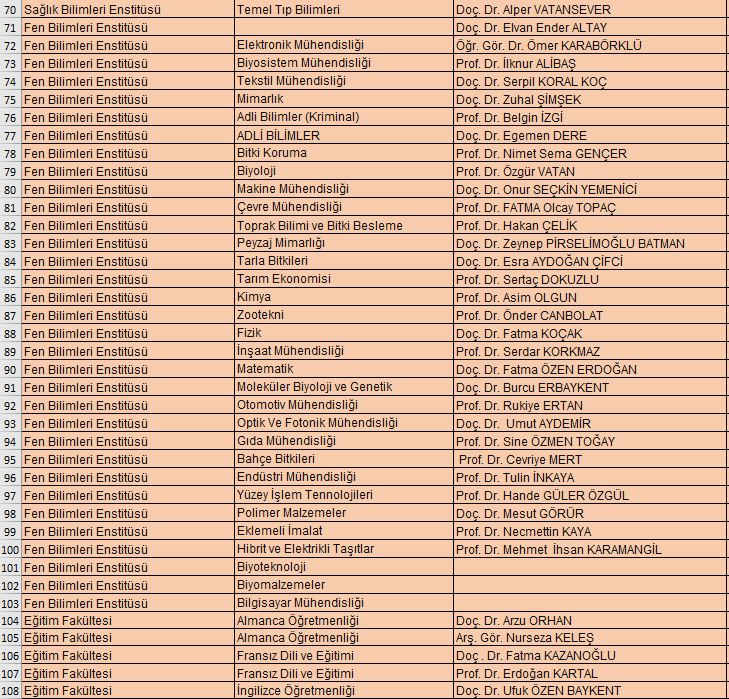 70 Sağlık Bilimleri Enstitüsü Temel Tıp Bilimleri Doç. Dr. Alper VATANSEVER
71 Fen Bilimleri Enstitüsü Doç. Dr. Elvan Ender ALTAY
72 Fen Bilimleri Enstitüsü Elektronik Mühendisliği Öğr. Gör. Dr. Ömer KARABÖRKLÜ
73 Fen Bilimleri Enstitüsü Biyosistem Mühendisliği Prof. Dr. İlknur ALİBAŞ
74 Fen Bilimleri Enstitüsü Tekstil Mühendisliği Doç. Dr. Serpil KORAL KOÇ
75 Fen Bilimleri Enstitüsü Mimarlık Doç. Dr. Zuhal ŞİMŞEK
76 Fen Bilimleri Enstitüsü Adli Bilimler (Kriminal) Prof. Dr. Belgin İZGİ
77 Fen Bilimleri Enstitüsü ADLİ BİLİMLER Doç. Dr. Egemen DERE
78 Fen Bilimleri Enstitüsü Bitki Koruma Prof. Dr. Nimet Sema GENÇER
79 Fen Bilimleri Enstitüsü Biyoloji Prof. Dr. Özgür VATAN
80 Fen Bilimleri Enstitüsü Makine Mühendisliği Doç. Dr. Onur SEÇKİN YEMENİCİ
81 Fen Bilimleri Enstitüsü Çevre Mühendisliği Prof. Dr. FATMA Olcay TOPAÇ
82 Fen Bilimleri Enstitüsü Toprak Bilimi ve Bitki Besleme Prof. Dr. Hakan ÇELİK
83 Fen Bilimleri Enstitüsü Peyzaj Mimarlığı Doç. Dr. Zeynep PİRSELİMOĞLU BATMAN
84 Fen Bilimleri Enstitüsü Tarla Bitkileri Doç. Dr. Esra AYDOĞAN ÇİFCİ
85 Fen Bilimleri Enstitüsü Tarım Ekonomisi Prof. Dr. Sertaç DOKUZLU
86 Fen Bilimleri Enstitüsü Kimya Prof. Dr. Asim OLGUN
87 Fen Bilimleri Enstitüsü Zootekni Prof. Dr. Önder CANBOLAT
88 Fen Bilimleri Enstitüsü Fizik Doç. Dr. Fatma KOÇAK
89 Fen Bilimleri Enstitüsü İnşaat Mühendisliği Prof. Dr. Serdar KORKMAZ
90 Fen Bilimleri Enstitüsü Matematik Doç. Dr. Fatma ÖZEN ERDOĞAN
91 Fen Bilimleri Enstitüsü Moleküler Biyoloji ve Genetik Doç. Dr. Burcu ERBAYKENT
92 Fen Bilimleri Enstitüsü Otomotiv Mühendisliği Prof. Dr. Rukiye ERTAN
93 Fen Bilimleri Enstitüsü Optik Ve Fotonik Mühendisliği Doç. Dr. Umut AYDEMİR
94 Fen Bilimleri Enstitüsü Gıda Mühendisliği Prof. Dr. Sine ÖZMEN TOĞAY
95 Fen Bilimleri Enstitüsü Bahçe Bitkileri Prof. Dr. Cevriye MERT
96 Fen Bilimleri Enstitüsü Endüstri Mühendisliği Prof. Dr. Tulin İNKAYA
97 Fen Bilimleri Enstitüsü Yüzey İşlem Tennolojileri Prof. Dr. Hande GÜLER ÖZGÜL
98 Fen Bilimleri Enstitüsü Polimer Malzemeler Doç. Dr. Mesut GÖRÜR
99 Fen Bilimleri Enstitüsü Eklemeli İmalat Prof. Dr. Necmettin KAYA
100 Fen Bilimleri Enstitüsü Hibrit ve Elektrikli Taşıtlar Prof. Dr. Mehmet İhsan KARAMANGİL
101 Fen Bilimleri Enstitüsü Biyoteknoloji
102 Fen Bilimleri Enstitüsü Biyomalzemeler
103 Fen Bilimleri Enstitüsü Bilgisayar Mühendisliği
104 Eğitim Fakültesi Almanca Öğretmenliği Doç. Dr. Arzu ORHAN
105 Eğitim Fakültesi Almanca Öğretmenliği Arş. Gör. Nurseza KELEŞ
106 Eğitim Fakültesi Fransız Dili ve Eğitimi Doç . Dr. Fatma KAZANOĞLU
107 Eğitim Fakültesi Fransız Dili ve Eğitimi Prof. Dr. Erdoğan KARTAL
108 Eğitim Fakültesi İngilizce Öğretmenliği Doç. Dr. Ufuk ÖZEN BAYKENT